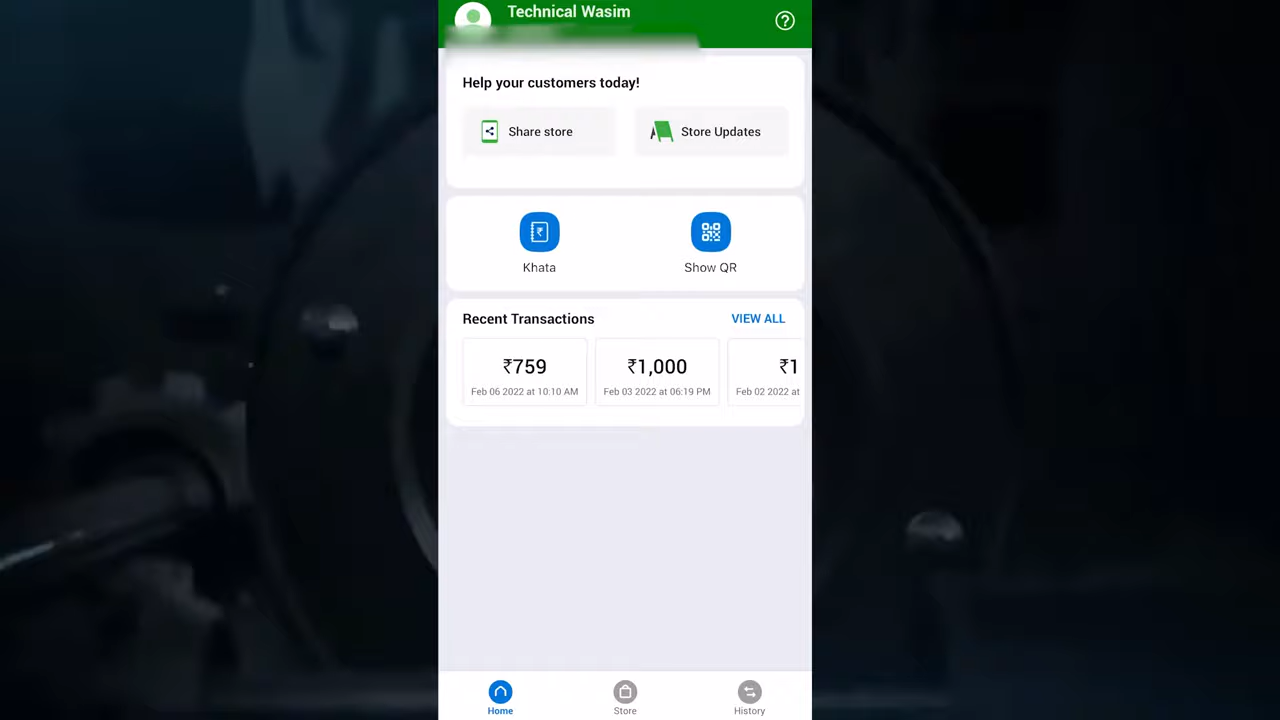 Technical Wasim
Help your customers today!
Share store
Store Updates
Khata
Show QR
Recent Transactions
VIEW ALL
₹759
₹1,000
₹1
Feb 06 2022 at 10:10 AM
Feb 03 2022 at 06:19 PM
Feb 02 2022 at
Home
Store
History